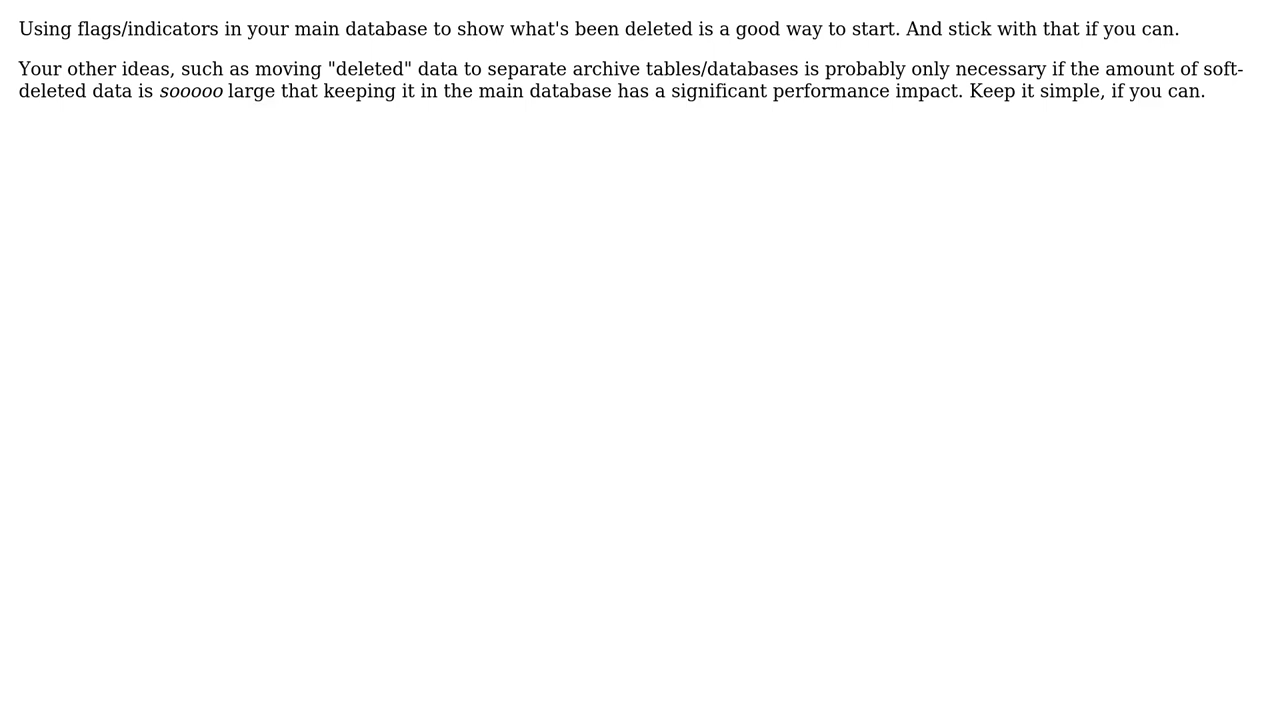 Using flags/indicators in your main database to show what's been deleted is a good way to start. And stick with that if you can.
Your other ideas, such as moving "deleted" data to separate archive tables/databases is probably only necessary if the amount of soft-
deleted data is sooooo large that keeping it in the main database has a significant performance impact. Keep it simple, if you can.